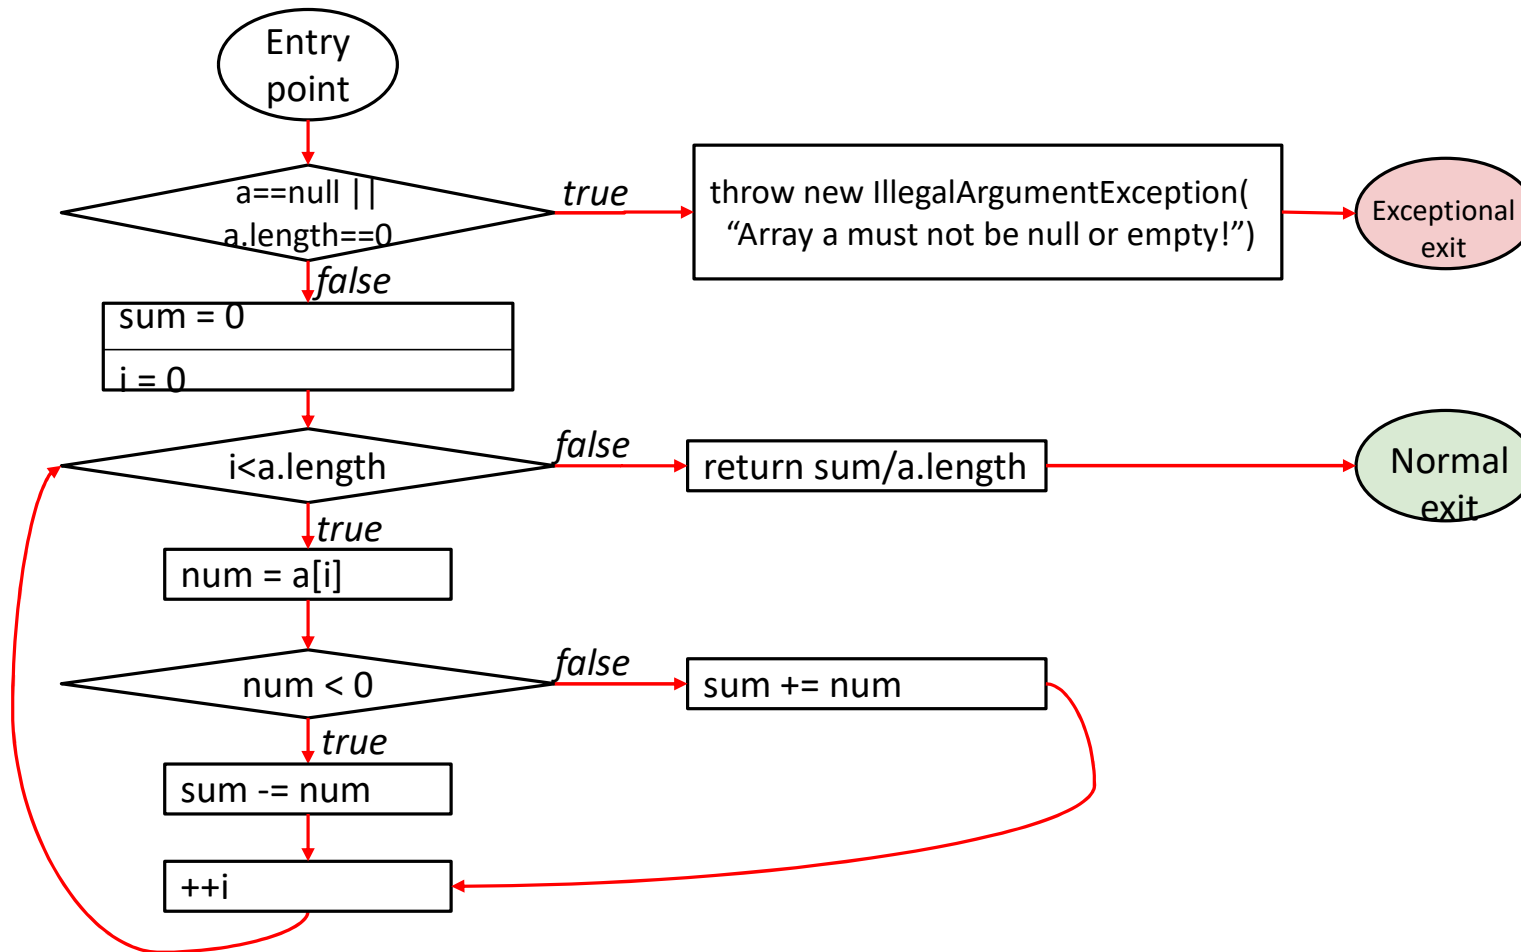 Entry
point
a==null ||
a.length==0
true
throw new IllegalArgumentException(
“Array a must not be null or empty!”)
Exceptional
exit
false
sum = 0
i = 0
i<a.length
false
return sum/a.length
Normal
exit
true
num = a[i]
num < 0
false
sum += num
true
sum -= num
++i